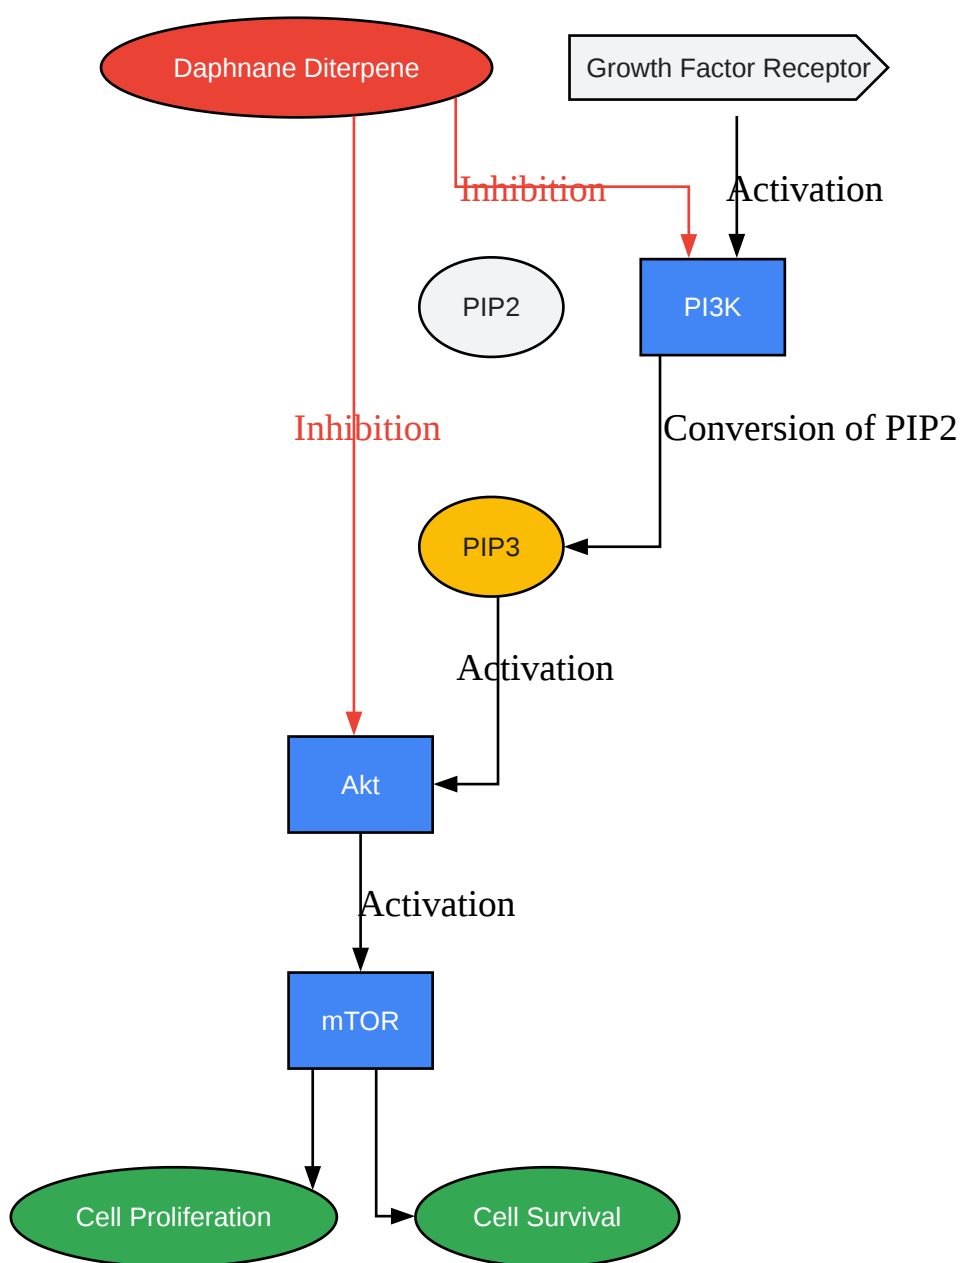 Daphnane Diterpene
Growth Factor Receptor
Inhibition
Activation
PIP2
PI3K
Inhibition
Conversion of PIP2
PIP3
Activation
Akt
Activation
mTOR
Cell Proliferation
Cell Survival